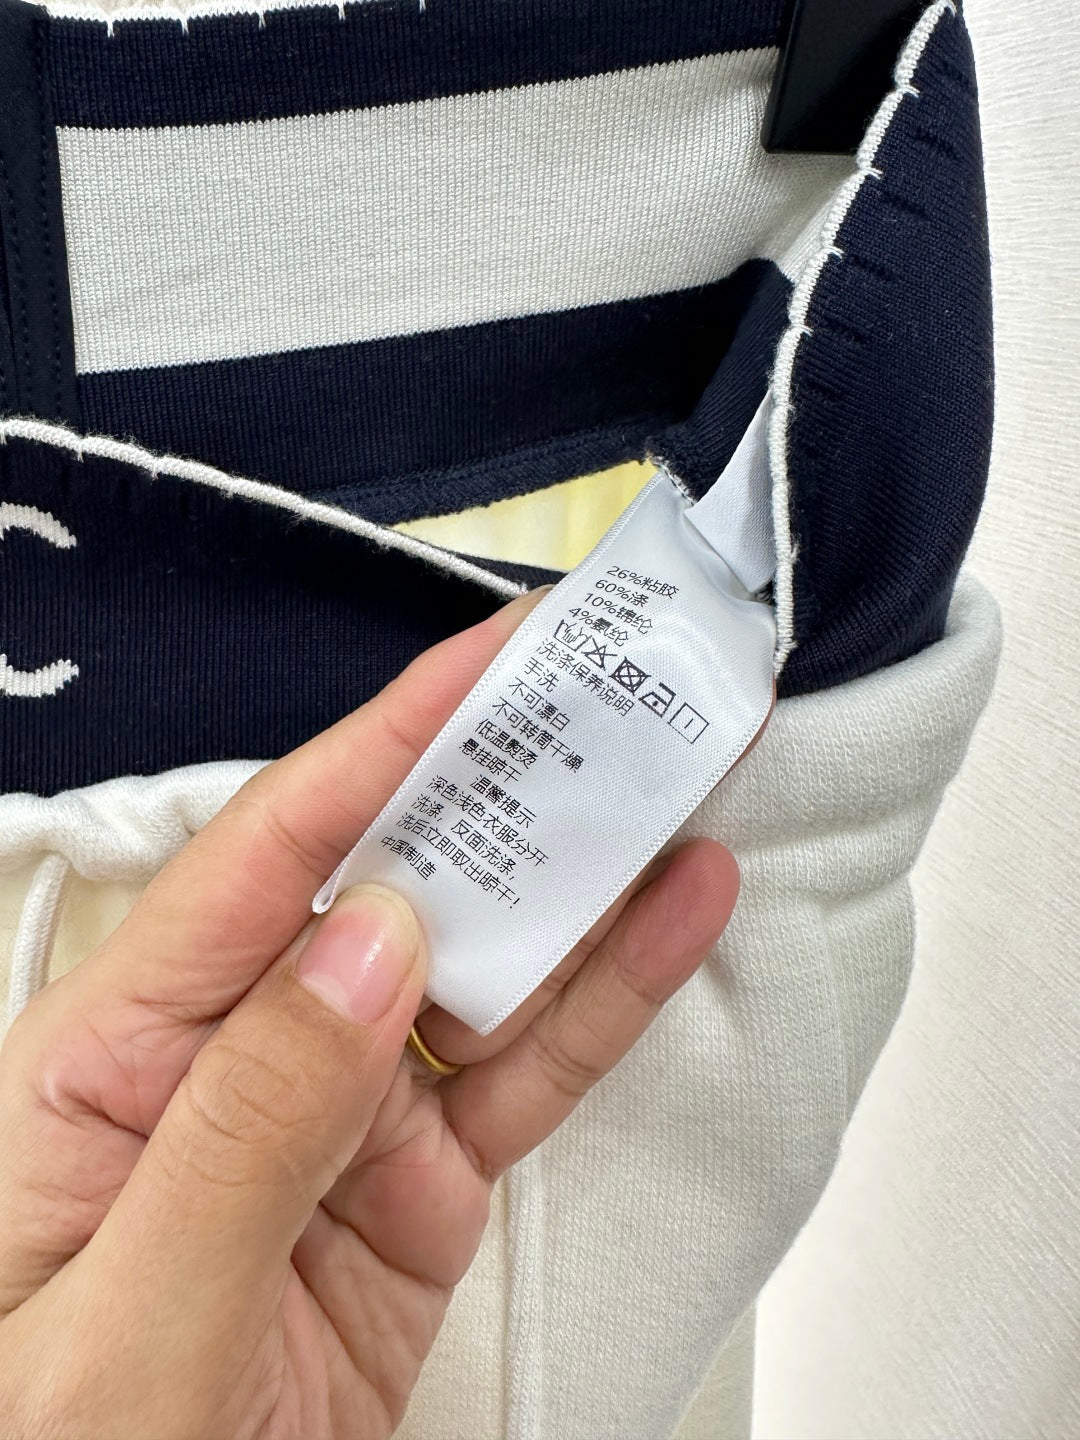 C
26%粘胶
60%涤
10%锦纶
4%氨纶
洗涤保养说明
手洗
不可漂白
不可转筒干燥
低温熨烫
悬挂晾干
温馨提示
深色浅色衣服分开
洗涤，反面洗涤，
洗后立即取出晾干！
中国制造